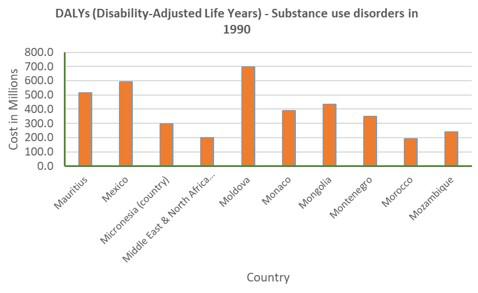 DALYs (Disability-Adjusted Life Years) - Substance use disorders in
1990
Cost in Millions
800.0
700.0
600.0
500.0
400.0
300.0
200.0
100.0
0.0
Mauritius
Mexico
Micronesia (country)
Middle East & North Africa...
Moldova
Monaco
Mongolia
Montenegro
Morocco
Mozambique
Country